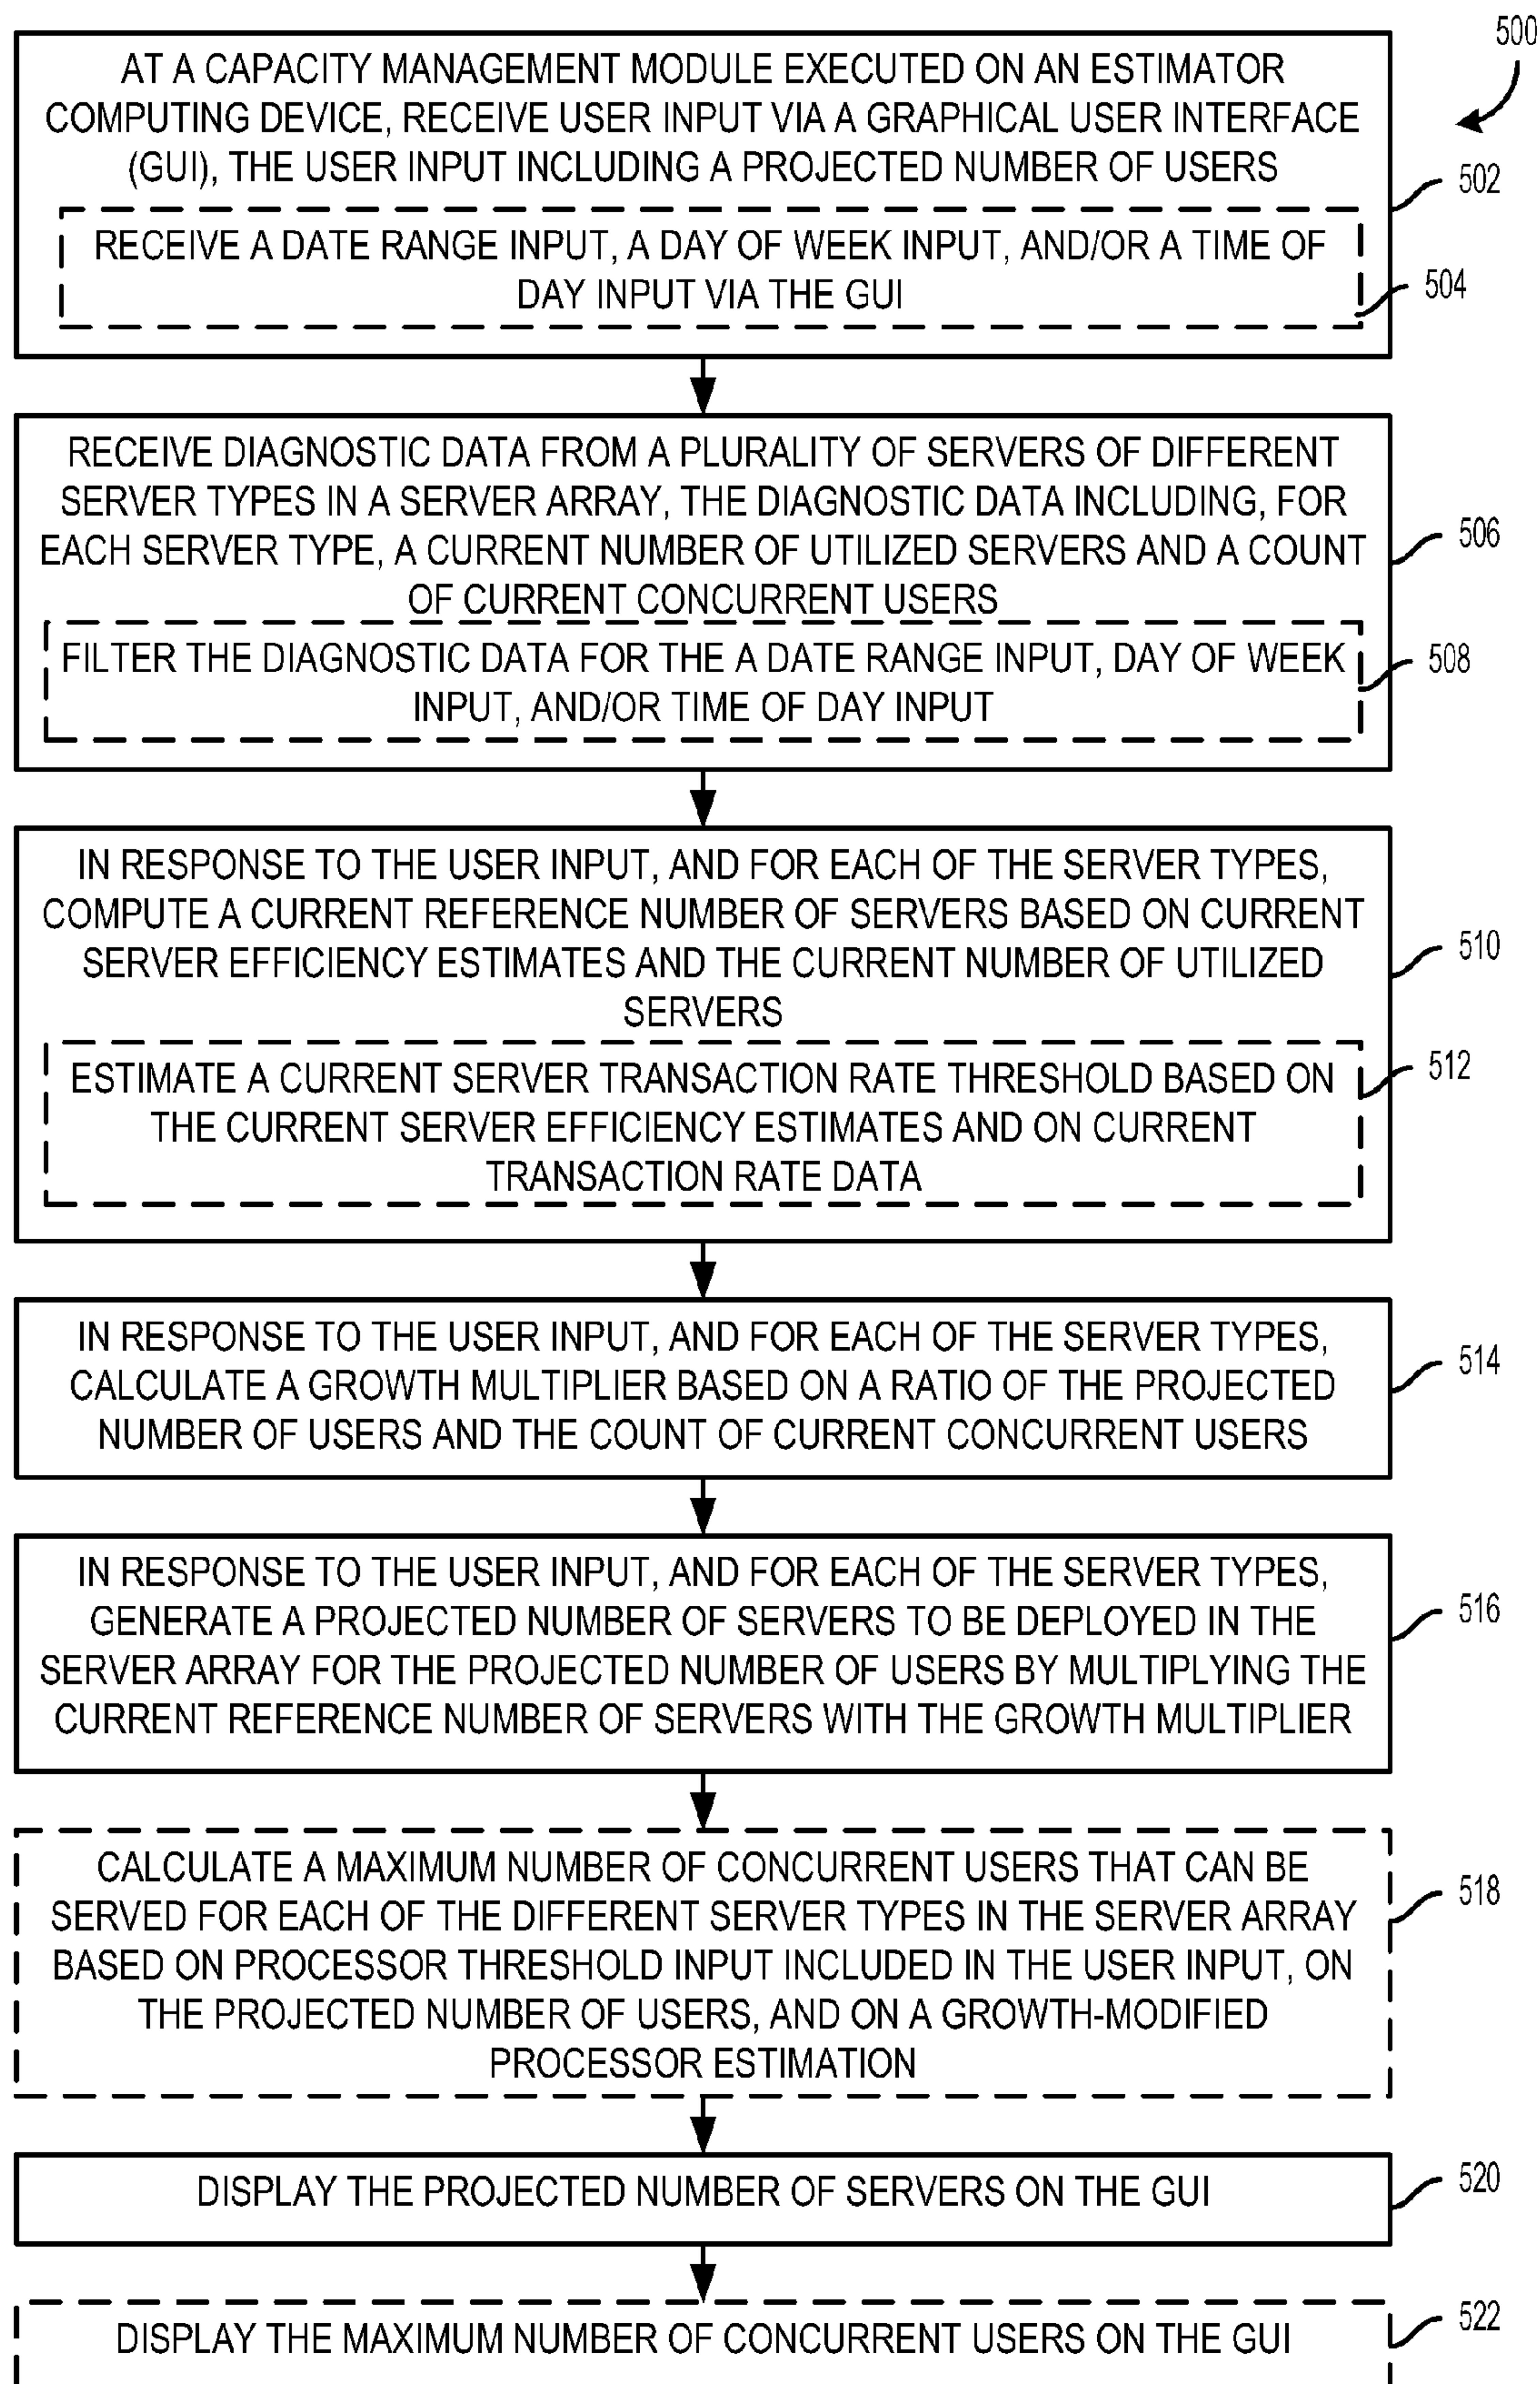 500
AT A CAPACITY MANAGEMENT MODULE EXECUTED ON AN ESTIMATOR
COMPUTING DEVICE, RECEIVE USER INPUT VIA A GRAPHICAL USER INTERFACE
(GUI), THE USER INPUT INCLUDING A PROJECTED NUMBER OF USERS
502
RECEIVE A DATE RANGE INPUT, A DAY OF WEEK INPUT, AND/OR A TIME OF
DAY INPUT VIA THE GUI
504
RECEIVE DIAGNOSTIC DATA FROM A PLURALITY OF SERVERS OF DIFFERENT
SERVER TYPES IN A SERVER ARRAY, THE DIAGNOSTIC DATA INCLUDING, FOR
EACH SERVER TYPE, A CURRENT NUMBER OF UTILIZED SERVERS AND A COUNT
OF CURRENT CONCURRENT USERS
506
FILTER THE DIAGNOSTIC DATA FOR THE A DATE RANGE INPUT, DAY OF WEEK
INPUT, AND/OR TIME OF DAY INPUT
508
IN RESPONSE TO THE USER INPUT, AND FOR EACH OF THE SERVER TYPES,
COMPUTE A CURRENT REFERENCE NUMBER OF SERVERS BASED ON CURRENT
SERVER EFFICIENCY ESTIMATES AND THE CURRENT NUMBER OF UTILIZED
SERVERS
510
ESTIMATE A CURRENT SERVER TRANSACTION RATE THRESHOLD BASED ON
THE CURRENT SERVER EFFICIENCY ESTIMATES AND ON CURRENT
TRANSACTION RATE DATA
512
IN RESPONSE TO THE USER INPUT, AND FOR EACH OF THE SERVER TYPES,
CALCULATE A GROWTH MULTIPLIER BASED ON A RATIO OF THE PROJECTED
NUMBER OF USERS AND THE COUNT OF CURRENT CONCURRENT USERS
514
IN RESPONSE TO THE USER INPUT, AND FOR EACH OF THE SERVER TYPES,
GENERATE A PROJECTED NUMBER OF SERVERS TO BE DEPLOYED IN THE
SERVER ARRAY FOR THE PROJECTED NUMBER OF USERS BY MULTIPLYING THE
CURRENT REFERENCE NUMBER OF SERVERS WITH THE GROWTH MULTIPLIER
516
CALCULATE A MAXIMUM NUMBER OF CONCURRENT USERS THAT CAN BE
SERVED FOR EACH OF THE DIFFERENT SERVER TYPES IN THE SERVER ARRAY
BASED ON PROCESSOR THRESHOLD INPUT INCLUDED IN THE USER INPUT, ON
THE PROJECTED NUMBER OF USERS, AND ON A GROWTH-MODIFIED
PROCESSOR ESTIMATION
518
DISPLAY THE PROJECTED NUMBER OF SERVERS ON THE GUI
520
DISPLAY THE MAXIMUM NUMBER OF CONCURRENT USERS ON THE GUI
522